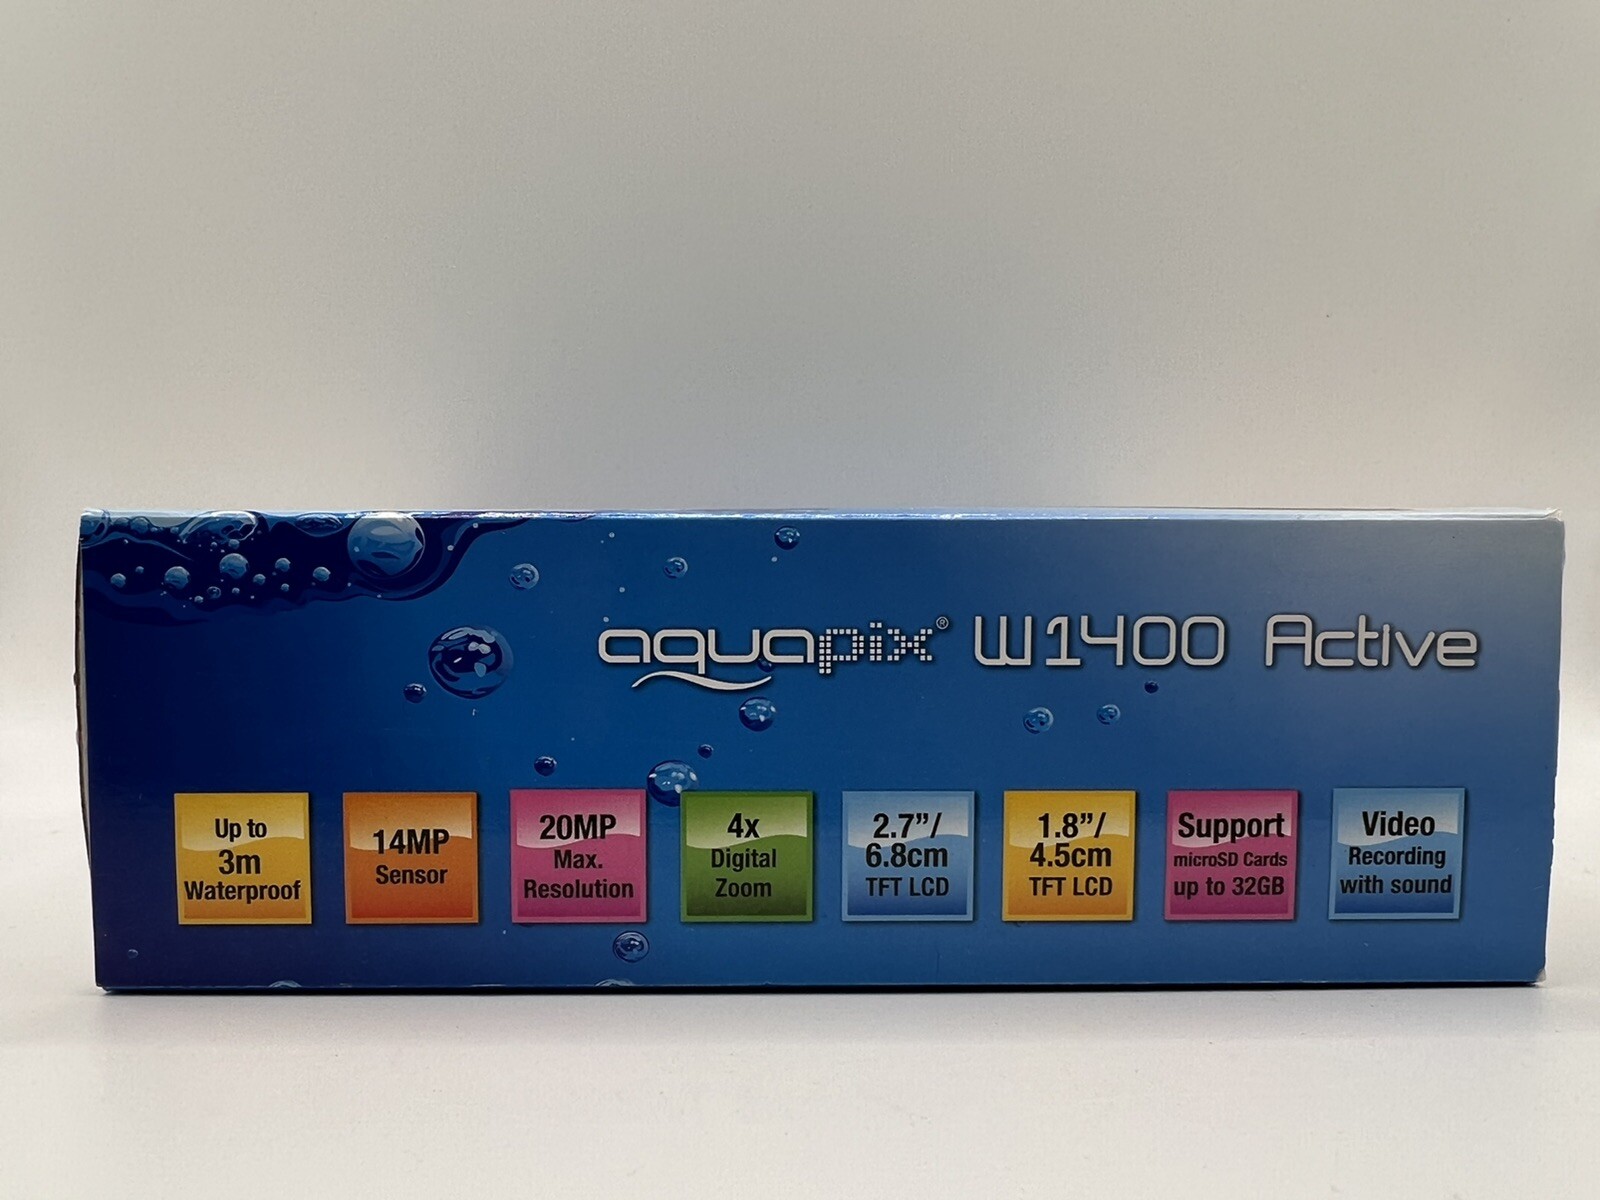 aquapix® W1400 Active
Up to
3m
Waterproof
14MP
Sensor
20MP
Max.
Resolution
4x
Digital
Zoom
2.7”/
6.8cm
TFT LCD
1.8”/
4.5cm
TFT LCD
Support
microSD Cards
up to 32GB
Video
Recording
with sound